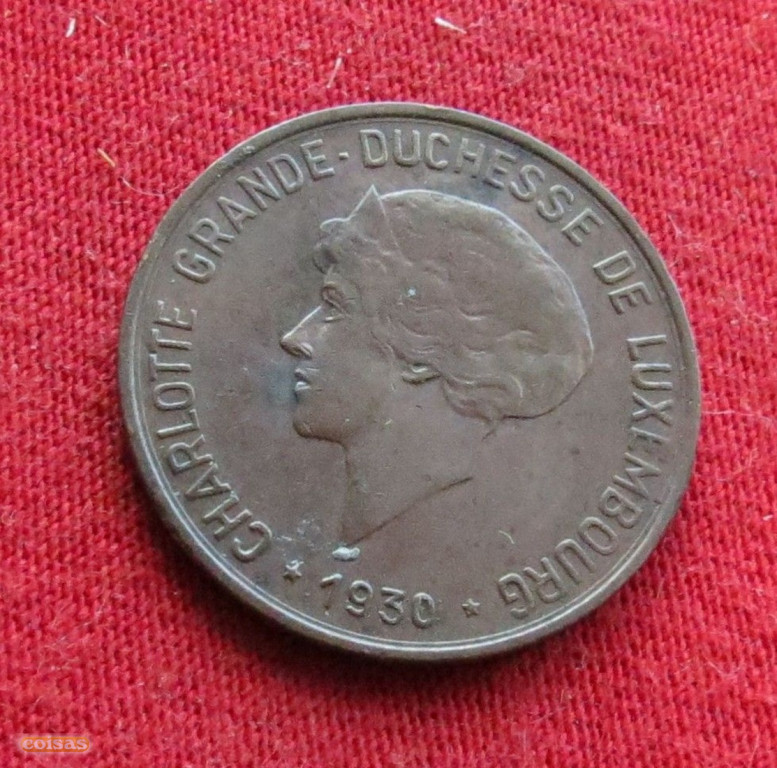 CHARLOTTE GRANDE-DUCHESSE DE LUXEMBOURG
* 1930 *
coisas